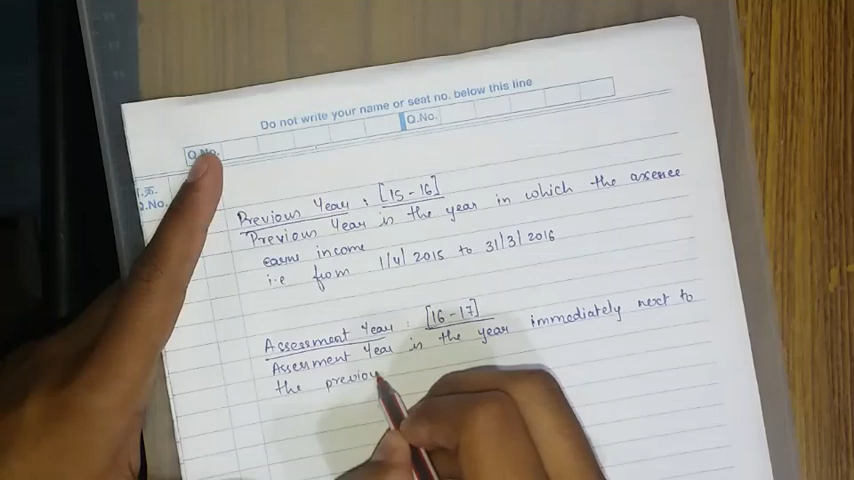 Do not write your name or seat no. below this line
Q.No. Q.No.
Q.No.
Previous Year : [15-16]
Previous Year is the year in which the assesee
earns income
i.e from 1/4/2015 to 31/3/2016
Assessment Year : [16-17]
Assessment Year is the year immediately next to
the previou